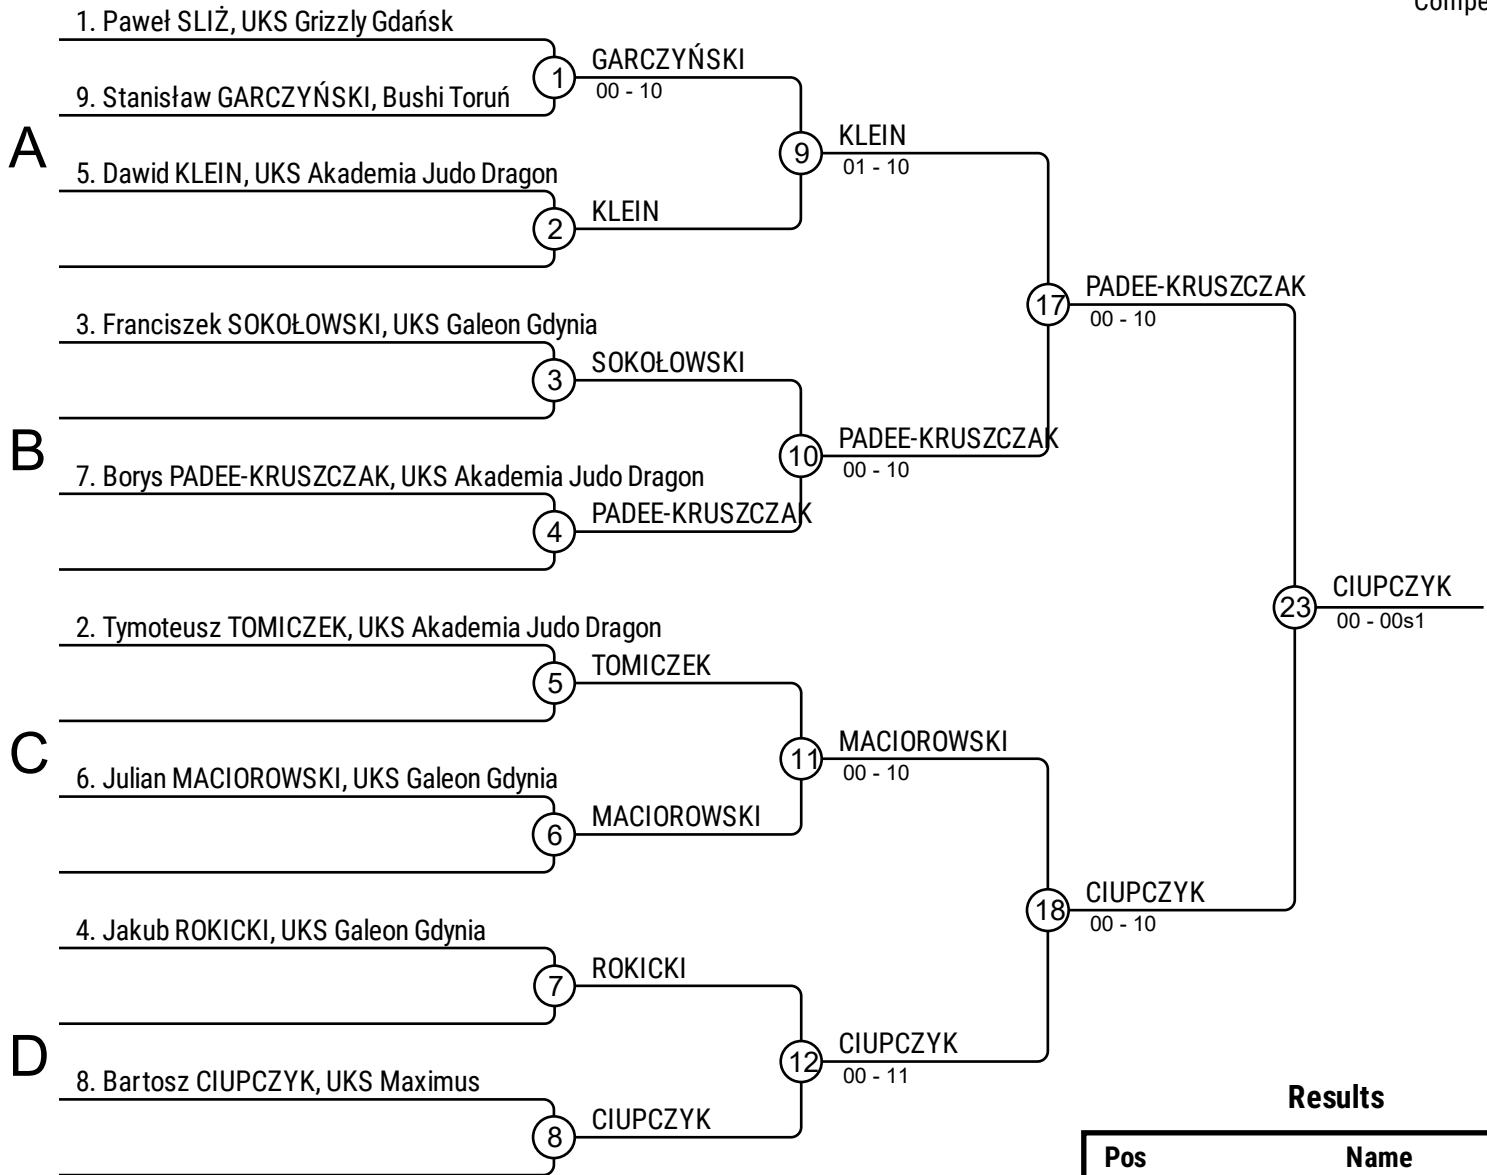 Compe
1. Paweł SLIŻ, UKS Grizzly Gdańsk
1
GARCZYŃSKI
00 - 10
9. Stanisław GARCZYŃSKI, Bushi Toruń
A
9
KLEIN
01 - 10
5. Dawid KLEIN, UKS Akademia Judo Dragon
2
KLEIN
17
PADEE-KRUSZCZAK
00 - 10
3. Franciszek SOKOŁOWSKI, UKS Galeon Gdynia
3
SOKOŁOWSKI
B
10
PADEE-KRUSZCZAK
00 - 10
7. Borys PADEE-KRUSZCZAK, UKS Akademia Judo Dragon
4
PADEE-KRUSZCZAK
23
CIUPCZYK
00 - 00s1
2. Tymoteusz TOMICZEK, UKS Akademia Judo Dragon
5
TOMICZEK
C
11
MACIOROWSKI
00 - 10
6. Julian MACIOROWSKI, UKS Galeon Gdynia
6
MACIOROWSKI
18
CIUPCZYK
00 - 10
4. Jakub ROKICKI, UKS Galeon Gdynia
7
ROKICKI
D
12
CIUPCZYK
00 - 11
8. Bartosz CIUPCZYK, UKS Maximus
8
CIUPCZYK
Results
Pos Name